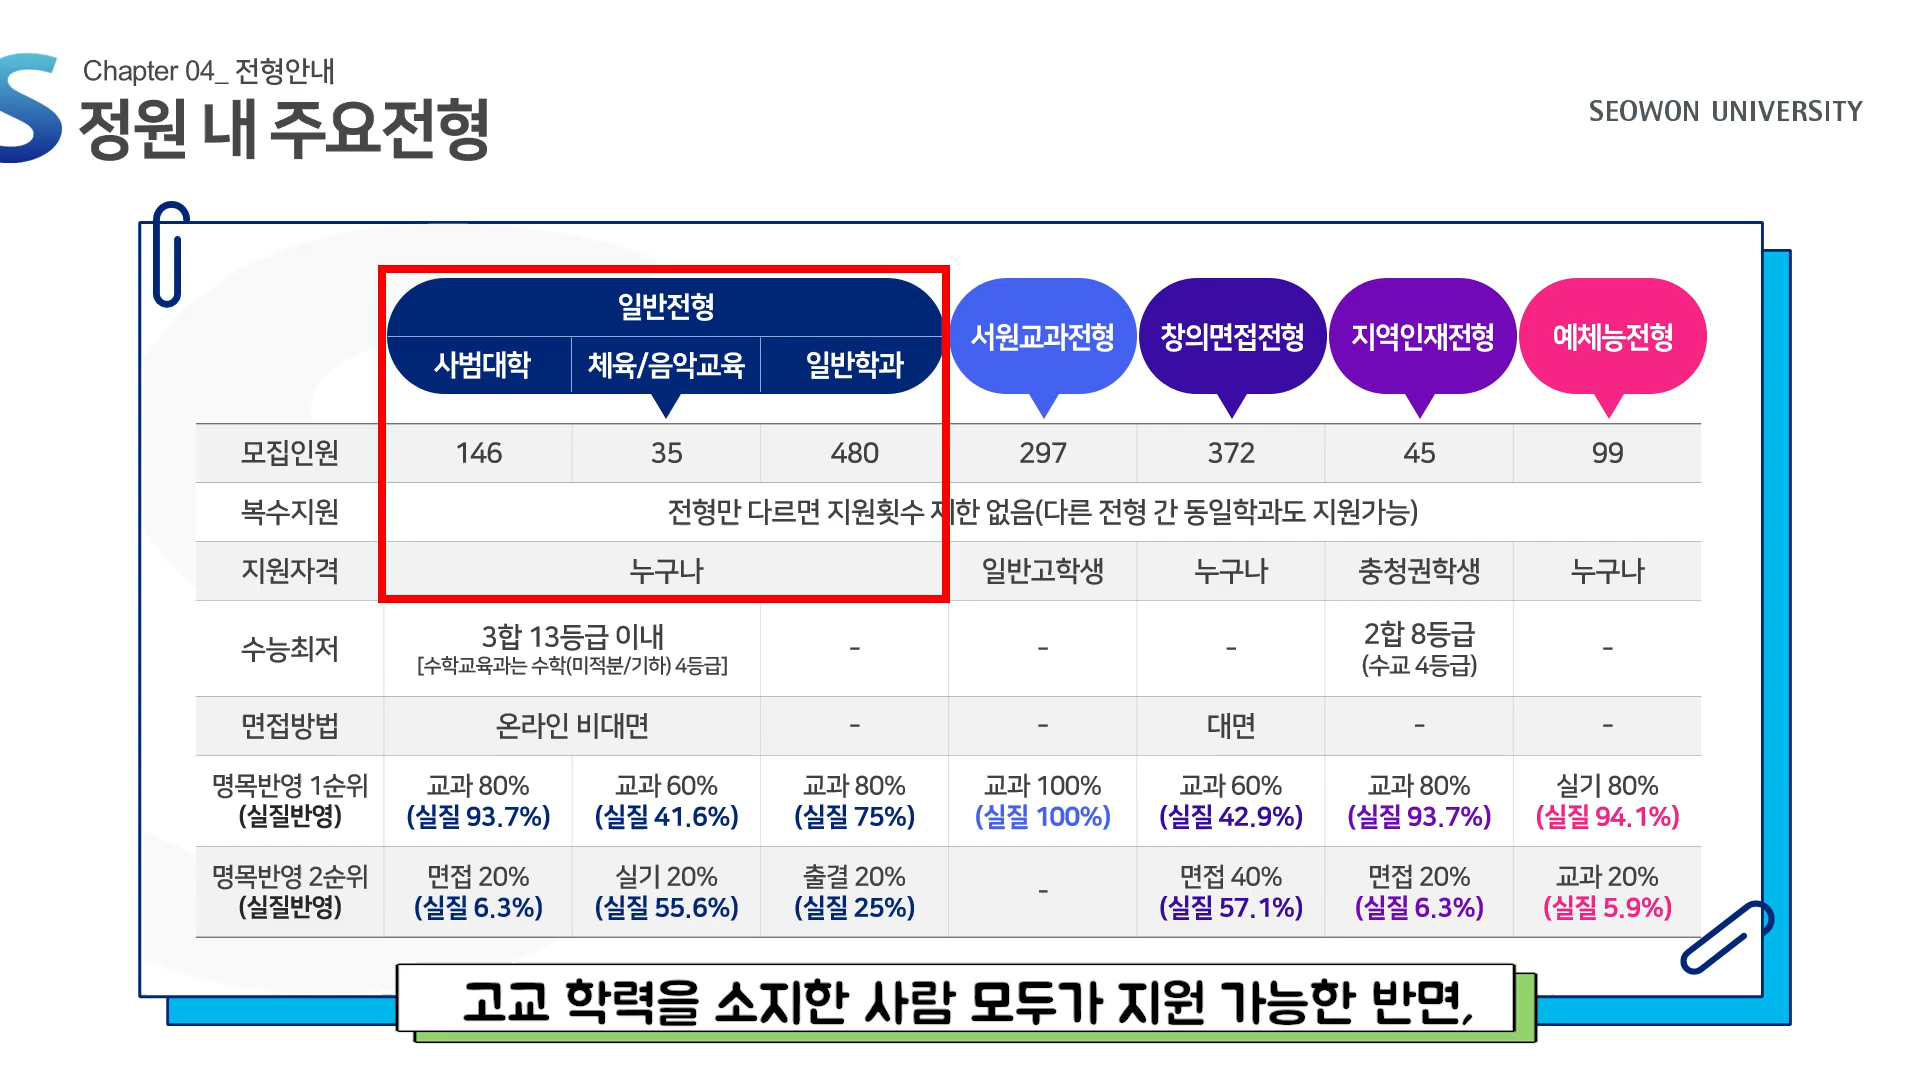 Chapter 04_ 전형안내
정원 내 주요전형
SEOWON UNIVERSITY
일반전형
사범대학 체육/음악교육 일반학과
서원교과전형 창의면접전형 지역인재전형 예체능전형
모집인원 146 35 480 297 372 45 99
복수지원 전형만 다르면 지원횟수 제한 없음(다른 전형 간 동일학과도 지원가능)
지원자격 누구나 일반고학생 누구나 충청권학생 누구나
수능최저 3합 13등급 이내 - - - 2합 8등급 -
[수학교육과는 수학(미적분/기하) 4등급] (수교 4등급)
면접방법 온라인 비대면 - - 대면 - -
명목반영 1순위 교과 80% 교과 60% 교과 80% 교과 100% 교과 60% 교과 80% 실기 80%
(실질반영) (실질 93.7%) (실질 41.6%) (실질 75%) (실질 100%) (실질 42.9%) (실질 93.7%) (실질 94.1%)
명목반영 2순위 면접 20% 실기 20% 출결 20% - 면접 40% 면접 20% 교과 20%
(실질반영) (실질 6.3%) (실질 55.6%) (실질 25%) (실질 57.1%) (실질 6.3%) (실질 5.9%)
고교 학력을 소지한 사람 모두가 지원 가능한 반면,